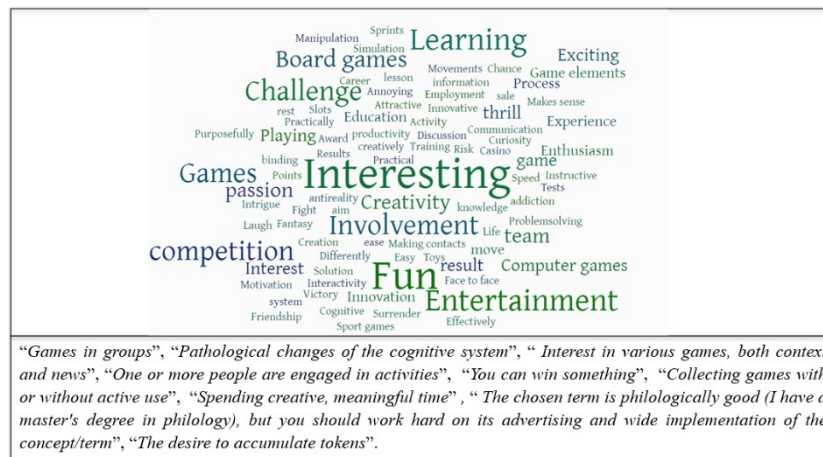 Sprints
Manipulation Learning
Simulation
Board games Exciting
Movements Chance Game elements
Career lesson information Process
Challenge Annoying Employment sale Makes sense
Attractive Innovative thrill
rest Slots Education Activity Experience
Practically Communication
Purposefully Playing Award productivity Discussion Curiosity
creatively Training Risk Casino Enthusiasm
binding Results Practical game
Games Points Interesting Speed Instructive
passion antireality Tests
Intrigue Creativity knowledge addiction
Fight aim
Laugh Fantasy Involvement Life Problemsolving
team
competition Creation ease Making contacts move
Differently Easy Toys
Interest Solution Fun result Computer games
Motivation Interactivity Face to face
system Victory Innovation Entertainment
Friendship Cognitive Surrender
Sport games Effectively
“Games in groups”, “Pathological changes of the cognitive system”, “ Interest in various games, both contex
and news”, “One or more people are engaged in activities”, “You can win something”, “Collecting games with
or without active use”, “Spending creative, meaningful time” , “ The chosen term is philologically good (I have a
master's degree in philology), but you should work hard on its advertising and wide implementation of the
concept/term”, “The desire to accumulate tokens”.